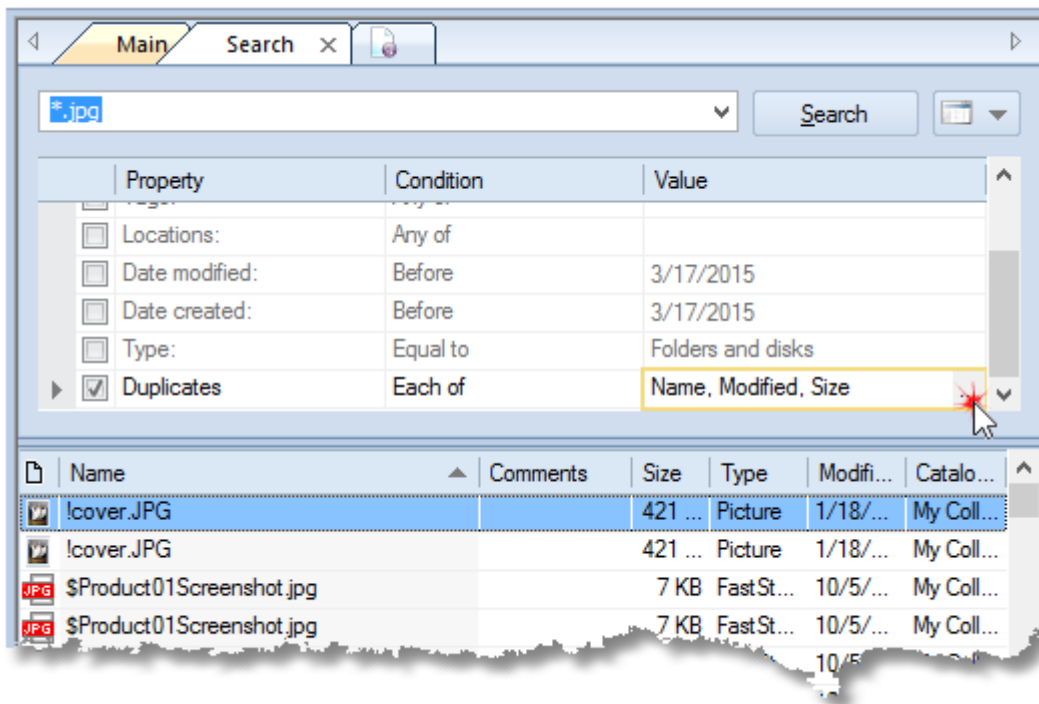 Main Search
*.jpg Search
Property Condition Value
Locations: Any of
Date modified: Before 3/17/2015
Date created: Before 3/17/2015
Type: Equal to Folders and disks
Duplicates Each of Name, Modified, Size
Name Comments Size Type Modifi... Catalo...
!cover.JPG 421 ... Picture 1/18/... My Coll...
!cover.JPG 421 ... Picture 1/18/... My Coll...
JPG $Product01Screenshot.jpg 7 KB FastSt... 10/5/... My Coll...
JPG $Product01Screenshot.jpg 7 KB FastSt... 10/5/... My Coll...